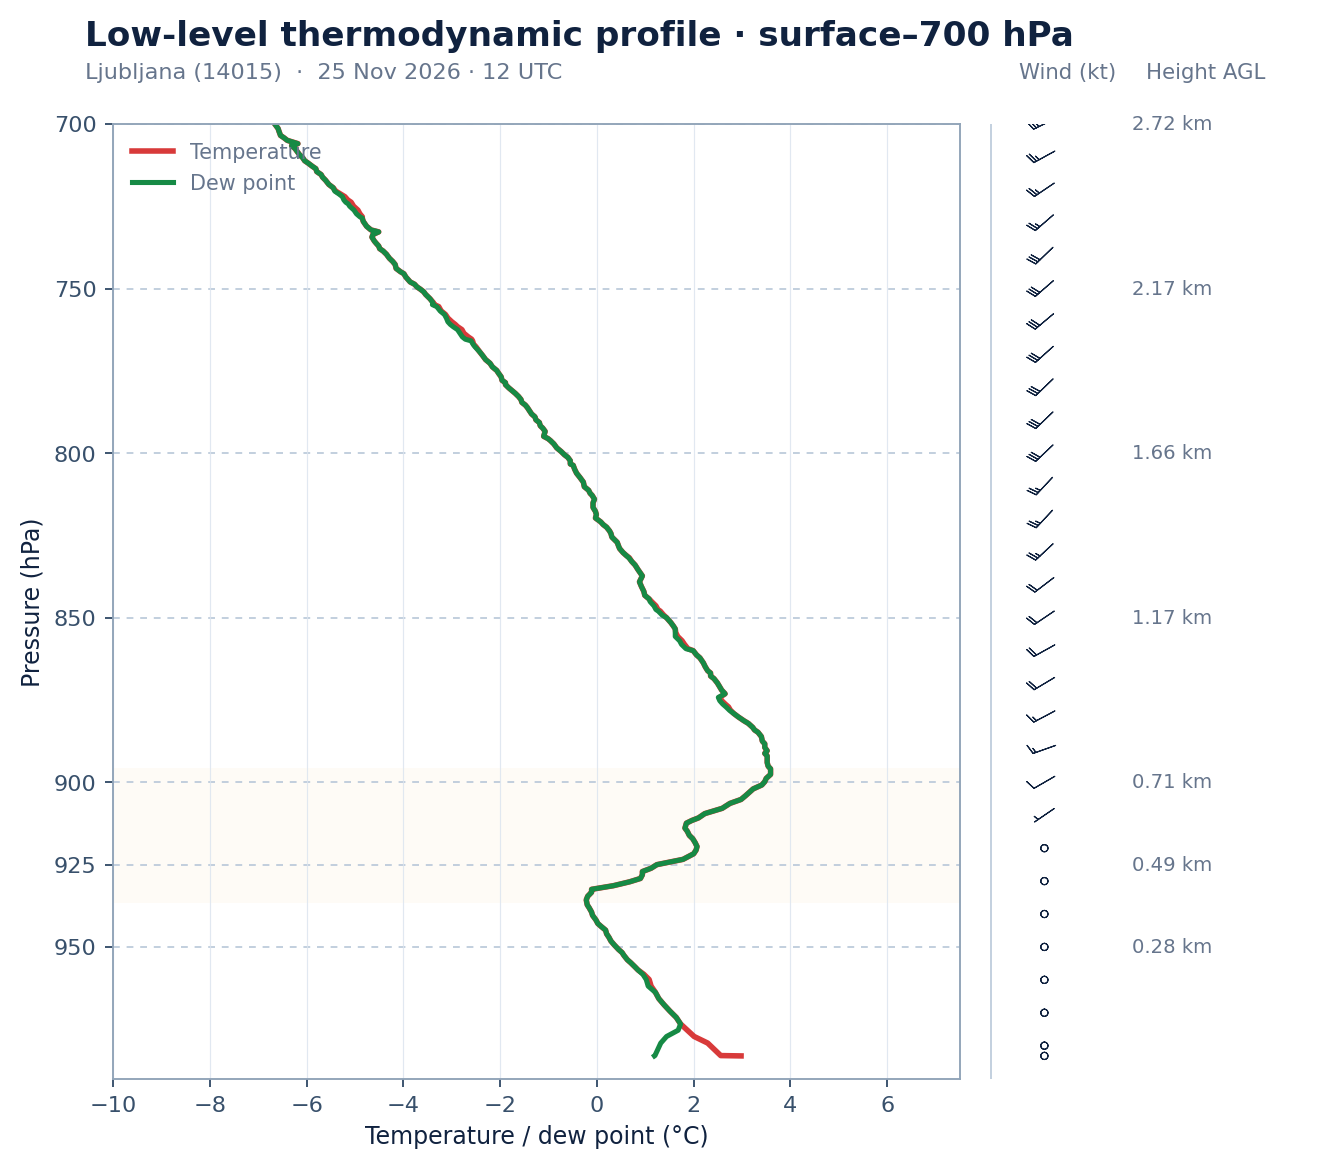 Low-level thermodynamic profile · surface–700 hPa
Ljubljana (14015)  ·  25 Nov 2026 · 12 UTC
Wind (kt)
Height AGL
Temperature
Dew point
700
750
800
850
900
925
950
Pressure (hPa)
2.72 km
2.17 km
1.66 km
1.17 km
0.71 km
0.49 km
0.28 km
−10
−8
−6
−4
−2
0
2
4
6
Temperature / dew point (°C)